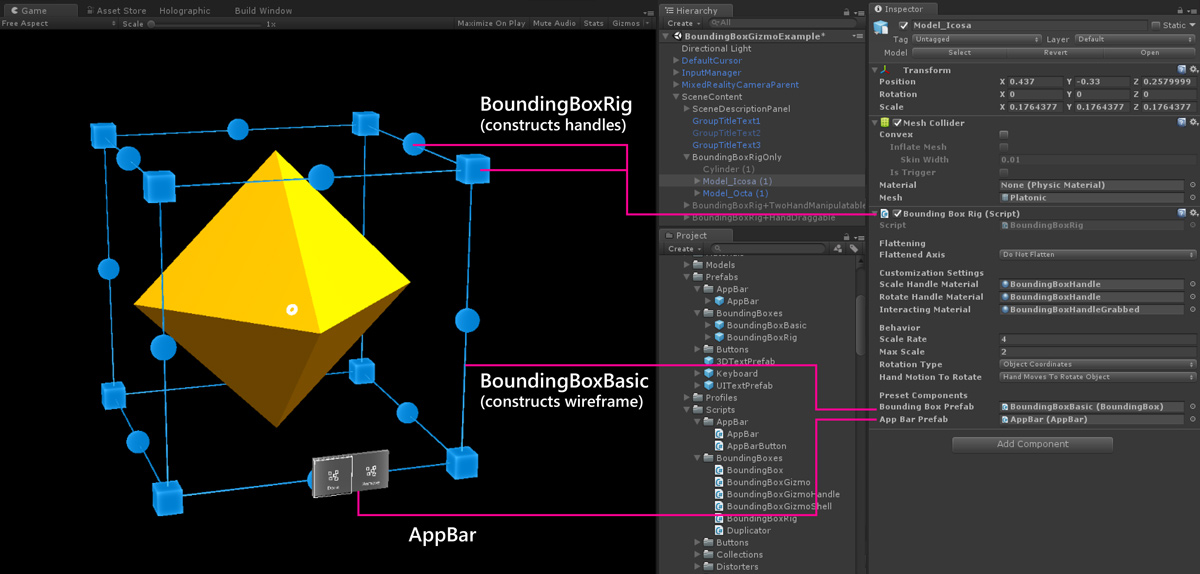 Game
Asset Store
Holographic
Build Window
Free Aspect
Scale
1x
Maximize On Play
Mute Audio
Stats
Gizmos
BoundingBoxRig
(constructs handles)
BoundingBoxBasic
(constructs wireframe)
Done
Remove
AppBar
Hierarchy
Create
All
BoundingBoxGizmoExample*
Directional Light
DefaultCursor
InputManager
MixedRealityCameraParent
SceneContent
SceneDescriptionPanel
GroupTitleText1
GroupTitleText2
GroupTitleText3
BoundingBoxRigOnly
Cylinder (1)
Model_Icosa (1)
Model_Octa (1)
BoundingBoxRig+TwoHandManipulatable
BoundingBoxRig+HandDraggable
Project
Create
Materials
Models
Prefabs
AppBar
AppBar
BoundingBoxes
BoundingBoxBasic
BoundingBoxRig
Buttons
3DTextPrefab
Keyboard
UITextPrefab
Profiles
Scripts
AppBar
AppBar
AppBarButton
BoundingBoxes
BoundingBox
BoundingBoxGizmo
BoundingBoxGizmoHandle
BoundingBoxGizmoShell
BoundingBoxRig
Duplicator
Buttons
Collections
Distorters
Inspector
Model_Icosa
Static
Tag Untagged Layer Default
Model Select Revert Open
Transform
Position X 0.437 Y -0.33 Z 0.2579999
Rotation X 0 Y 0 Z 0
Scale X 0.1764377 Y 0.1764377 Z 0.1764377
Mesh Collider
Convex
Inflate Mesh
Skin Width 0.01
Is Trigger
Material None (Physic Material)
Mesh Platonic
Bounding Box Rig (Script)
Script BoundingBoxRig
Flattening
Flattened Axis Do Not Flatten
Customization Settings
Scale Handle Material BoundingBoxHandle
Rotate Handle Material BoundingBoxHandle
Interacting Material BoundingBoxHandleGrabbed
Behavior
Scale Rate 4
Max Scale 2
Rotation Type Object Coordinates
Hand Motion To Rotate Hand Moves To Rotate Object
Preset Components
Bounding Box Prefab BoundingBoxBasic (BoundingBox)
App Bar Prefab AppBar (AppBar)
Add Component